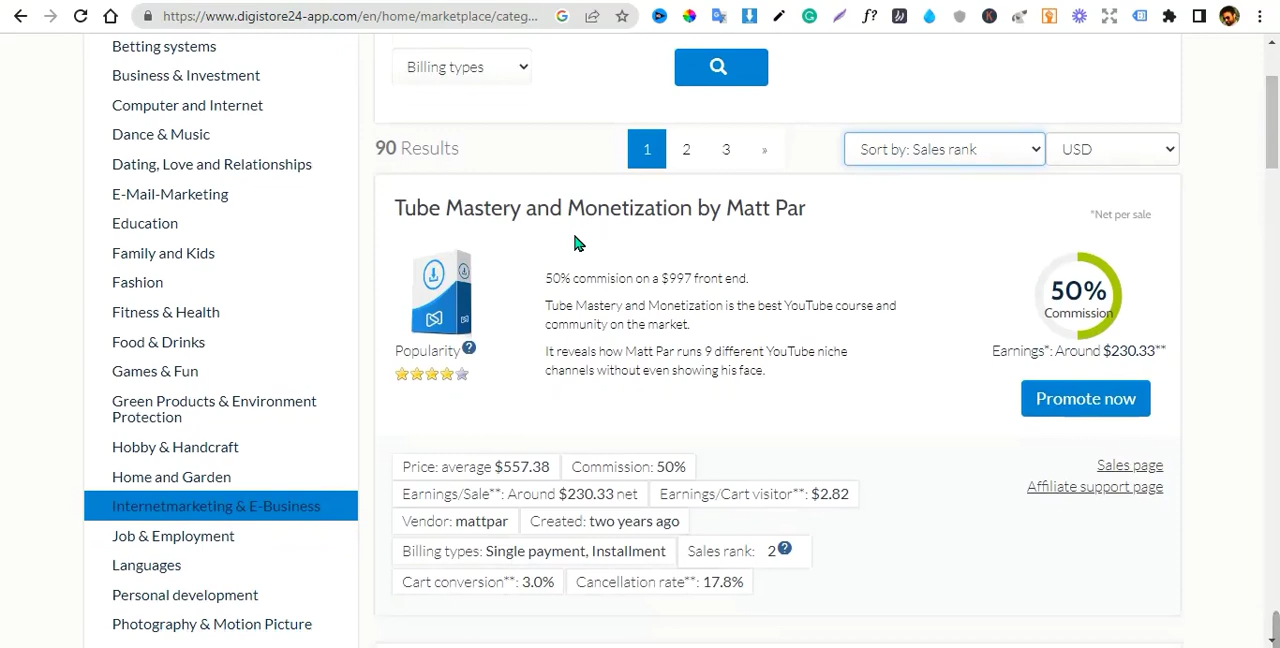 https://www.digistore24-app.com/en/home/marketplace/categ...
Betting systems
Business & Investment
Computer and Internet
Dance & Music
Dating, Love and Relationships
E-Mail-Marketing
Education
Family and Kids
Fashion
Fitness & Health
Food & Drinks
Games & Fun
Green Products & Environment
Protection
Hobby & Handcraft
Home and Garden
Internetmarketing & E-Business
Job & Employment
Languages
Personal development
Photography & Motion Picture
Billing types
90 Results
1 2 3 »
Sort by: Sales rank
USD
Tube Mastery and Monetization by Matt Par
*Net per sale
50% commision on a $997 front end.
Tube Mastery and Monetization is the best YouTube course and
community on the market.
It reveals how Matt Par runs 9 different YouTube niche
channels without even showing his face.
Popularity
50%
Commission
Earnings*: Around $230.33**
Promote now
Price: average $557.38 Commission: 50%
Earnings/Sale**: Around $230.33 net Earnings/Cart visitor**: $2.82
Vendor: mattpar Created: two years ago
Billing types: Single payment, Installment Sales rank: 2
Cart conversion**: 3.0% Cancellation rate**: 17.8%
Sales page
Affiliate support page